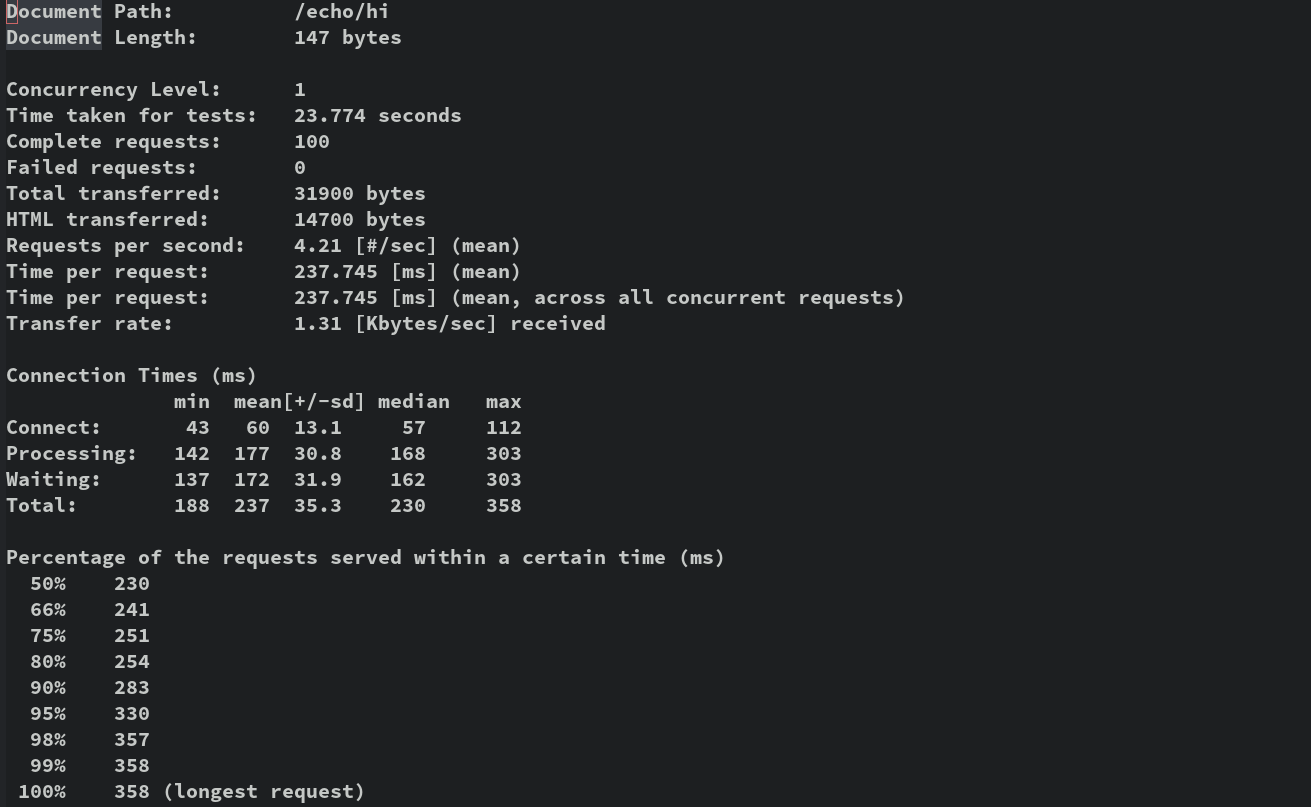 Document Path:          /echo/hi
Document Length:        147 bytes

Concurrency Level:      1
Time taken for tests:   23.774 seconds
Complete requests:      100
Failed requests:        0
Total transferred:      31900 bytes
HTML transferred:       14700 bytes
Requests per second:    4.21 [#/sec] (mean)
Time per request:       237.745 [ms] (mean)
Time per request:       237.745 [ms] (mean, across all concurrent requests)
Transfer rate:          1.31 [Kbytes/sec] received

Connection Times (ms)
              min  mean[+/-sd] median   max
Connect:       43   60  13.1     57     112
Processing:   142  177  30.8    168     303
Waiting:      137  172  31.9    162     303
Total:        188  237  35.3    230     358

Percentage of the requests served within a certain time (ms)
  50%    230
  66%    241
  75%    251
  80%    254
  90%    283
  95%    330
  98%    357
  99%    358
 100%    358 (longest request)